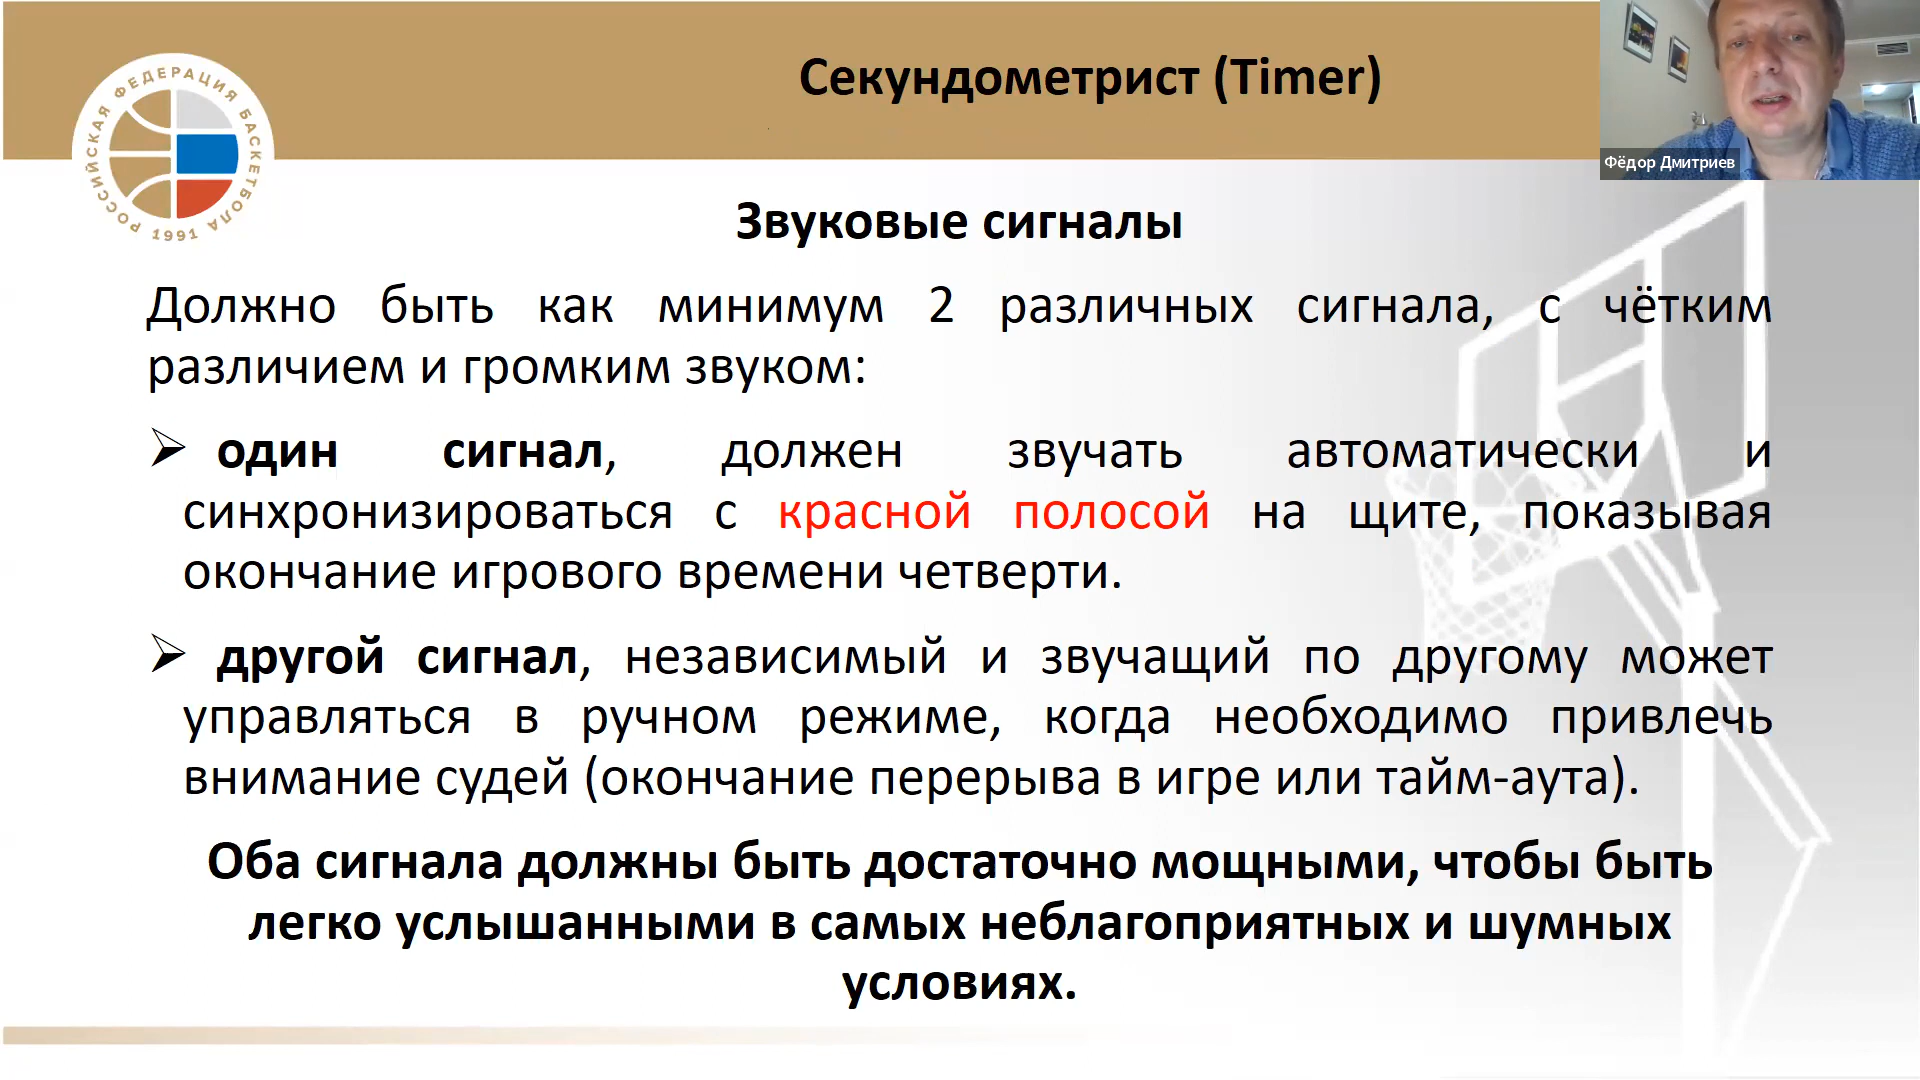 Секундометрист (Timer)
РОССИЙСКАЯ ФЕДЕРАЦИЯ БАСКЕТБОЛА
1991
Фёдор Дмитриев
Звуковые сигналы
Должно быть как минимум 2 различных сигнала, с чётким
различием и громким звуком:
➢ один сигнал, должен звучать автоматически и
синхронизироваться с красной полосой на щите, показывая
окончание игрового времени четверти.
➢ другой сигнал, независимый и звучащий по другому может
управляться в ручном режиме, когда необходимо привлечь
внимание судей (окончание перерыва в игре или тайм-аута).
Оба сигнала должны быть достаточно мощными, чтобы быть
легко услышанными в самых неблагоприятных и шумных
условиях.